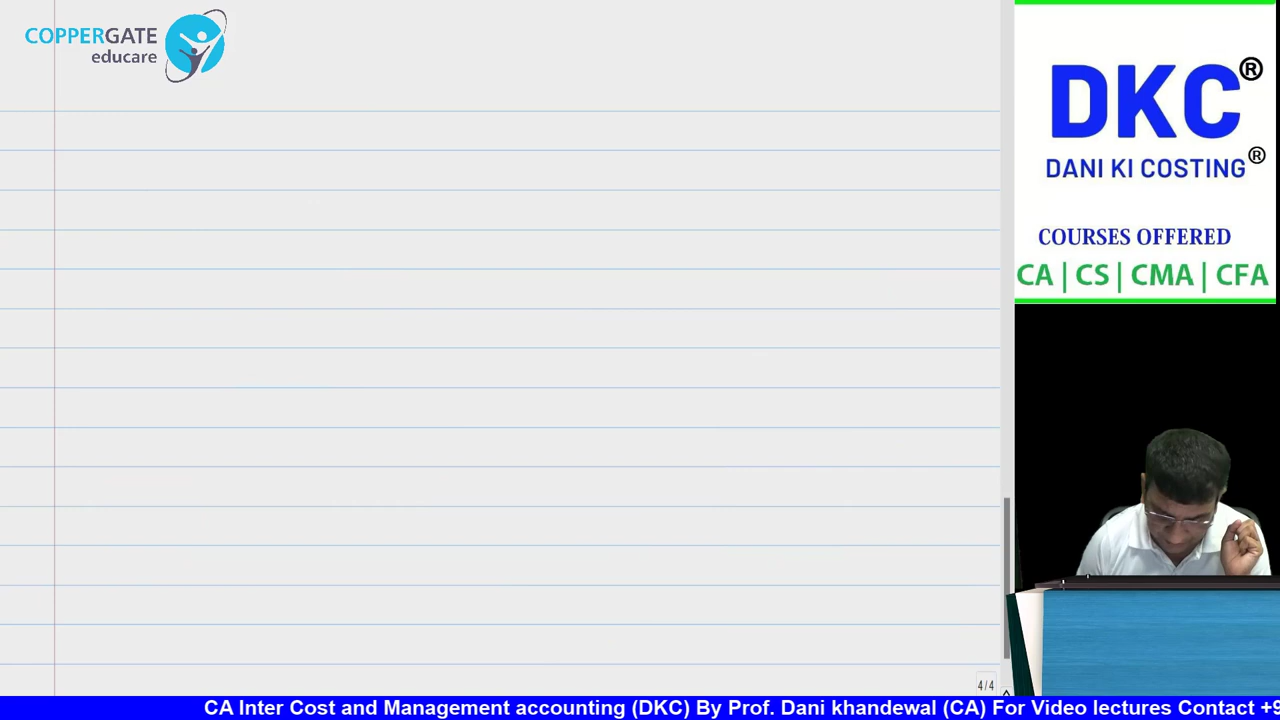 COPPERGATE
educare
DKC®
DANI KI COSTING®
COURSES OFFERED
CA | CS | CMA | CFA
4/4
CA Inter Cost and Management accounting (DKC) By Prof. Dani khandewal (CA) For Video lectures Contact +9